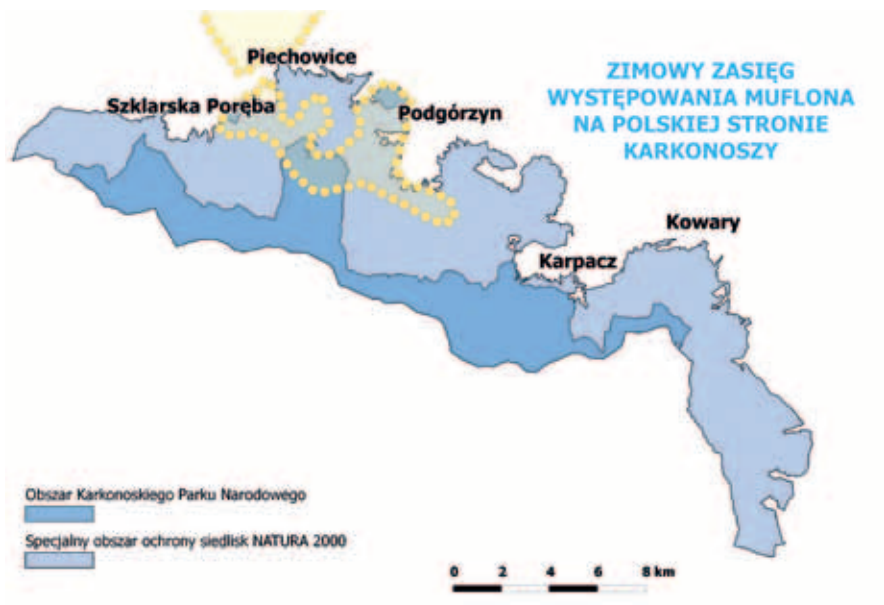 Piechowice
Szklarska Poręba
Podgórzyn
ZIMOWY ZASIĘG
WYSTĘPOWANIA MUFLONA
NA POLSKIEJ STRONIE
KARKONOSZY
Kowary
Karpacz
Obszar Karkonoskiego Parku Narodowego
Specjalny obszar ochrony siedlisk NATURA 2000
0 2 4 6 8 km